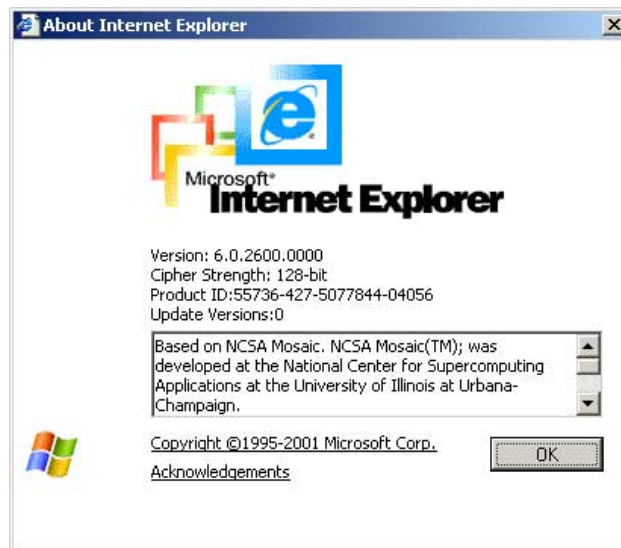 About Internet Explorer
Microsoft®
Internet Explorer
Version: 6.0.2600.0000
Cipher Strength: 128-bit
Product ID:55736-427-5077844-04056
Update Versions:0
Based on NCSA Mosaic. NCSA Mosaic(TM); was
developed at the National Center for Supercomputing
Applications at the University of Illinois at Urbana-
Champaign.
Copyright ©1995-2001 Microsoft Corp.
OK
Acknowledgements